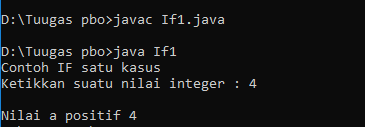 D:\Tuugas pbo>javac If1.java
D:\Tuugas pbo>java If1
Contoh IF satu kasus
Ketikkan suatu nilai integer : 4
Nilai a positif 4